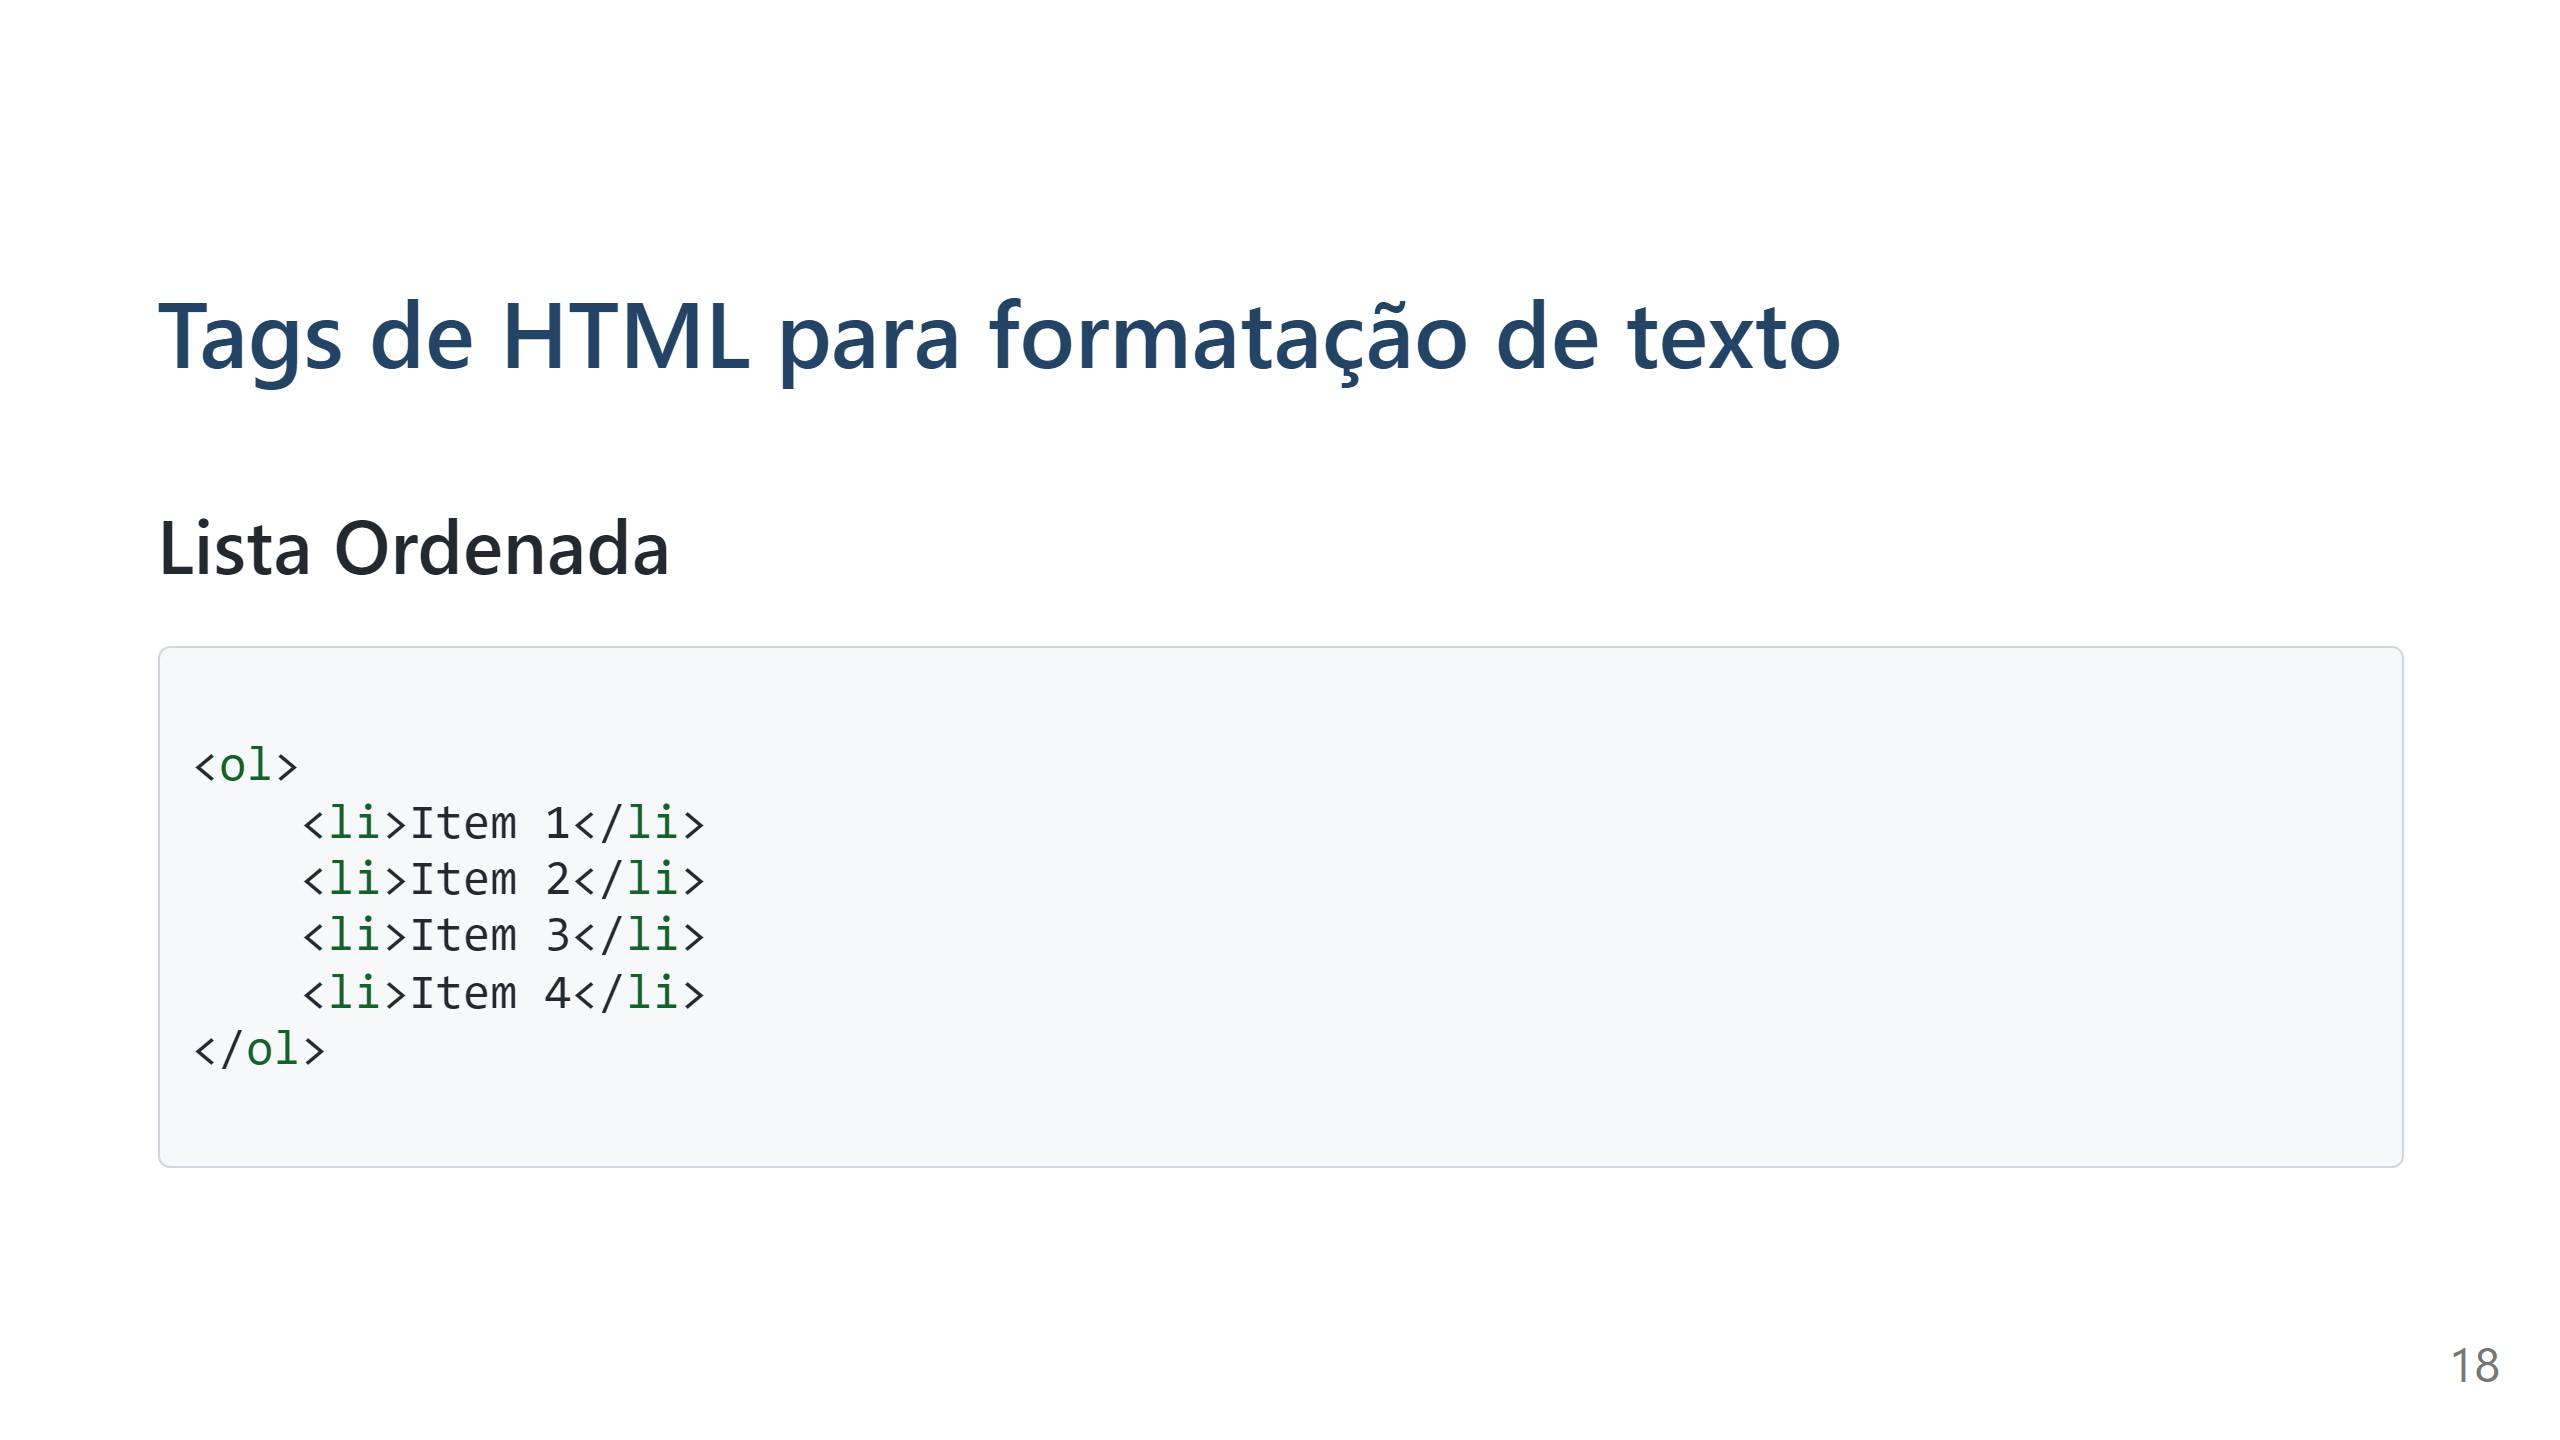 Tags de HTML para formatação de texto
Lista Ordenada
<ol>
    <li>Item 1</li>
    <li>Item 2</li>
    <li>Item 3</li>
    <li>Item 4</li>
</ol>
18